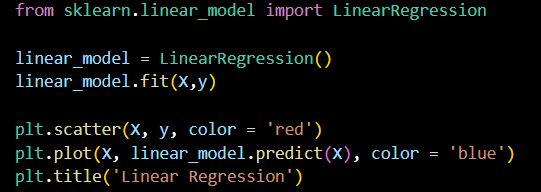 from sklearn.linear_model import LinearRegression
linear_model = LinearRegression()
linear_model.fit(X,y)
plt.scatter(X, y, color = 'red')
plt.plot(X, linear_model.predict(X), color = 'blue')
plt.title('Linear Regression')